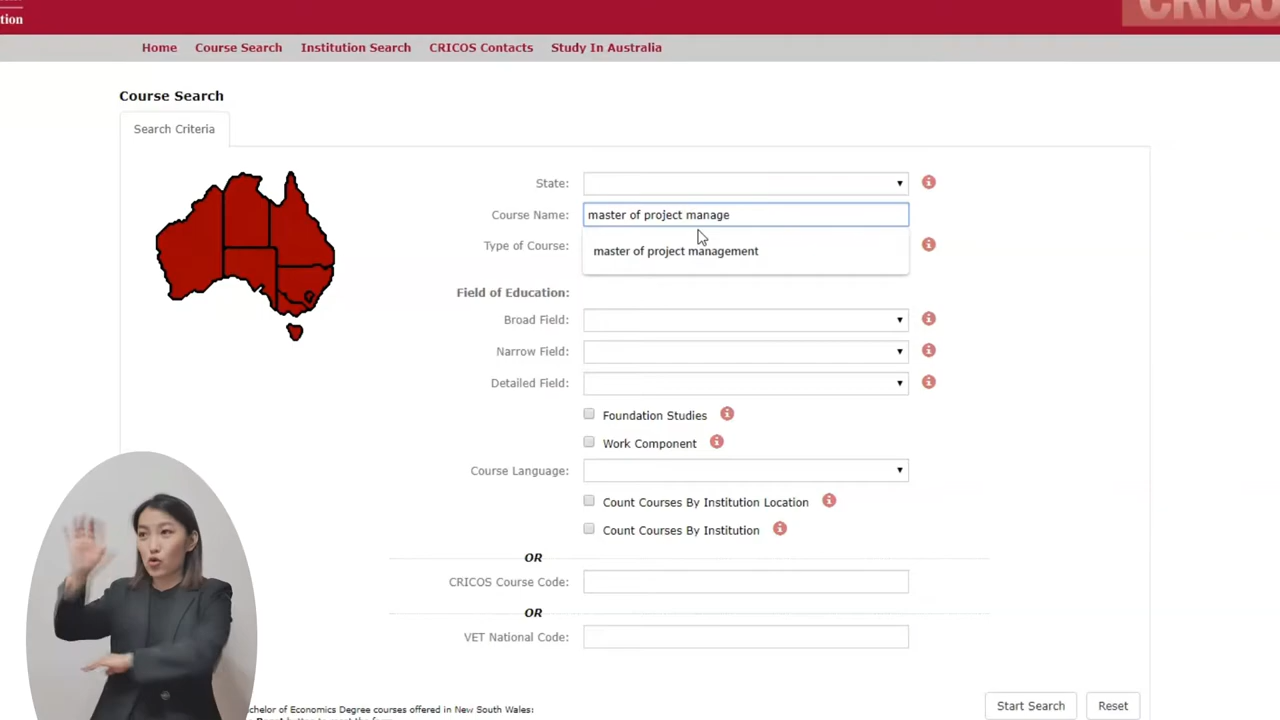 tion
CRICO
Home Course Search Institution Search CRICOS Contacts Study In Australia
Course Search
Search Criteria
State:
Course Name: master of project manage
master of project management
Type of Course:
Field of Education:
Broad Field:
Narrow Field:
Detailed Field:
Foundation Studies
Work Component
Course Language:
Count Courses By Institution Location
Count Courses By Institution
OR
CRICOS Course Code:
OR
VET National Code:
chelor of Economics Degree courses offered in New South Wales:
Start Search Reset